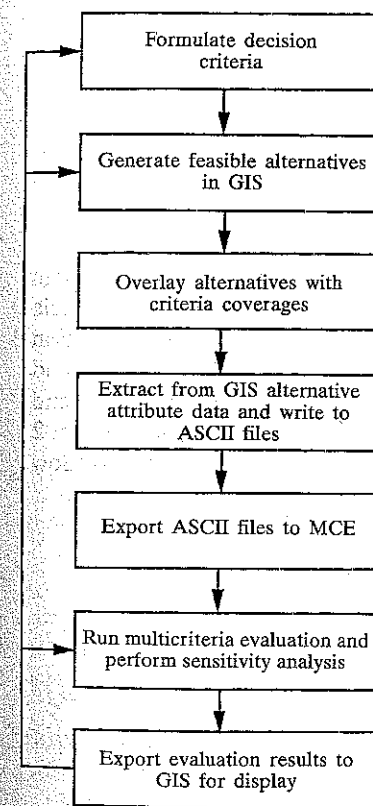 Formulate decision
criteria
Generate feasible alternatives
in GIS
Overlay alternatives with
criteria coverages
Extract from GIS alternative
attribute data and write to
ASCII files
Export ASCII files to MCE
Run multicriteria evaluation and
perform sensitivity analysis
Export evaluation results to
GIS for display